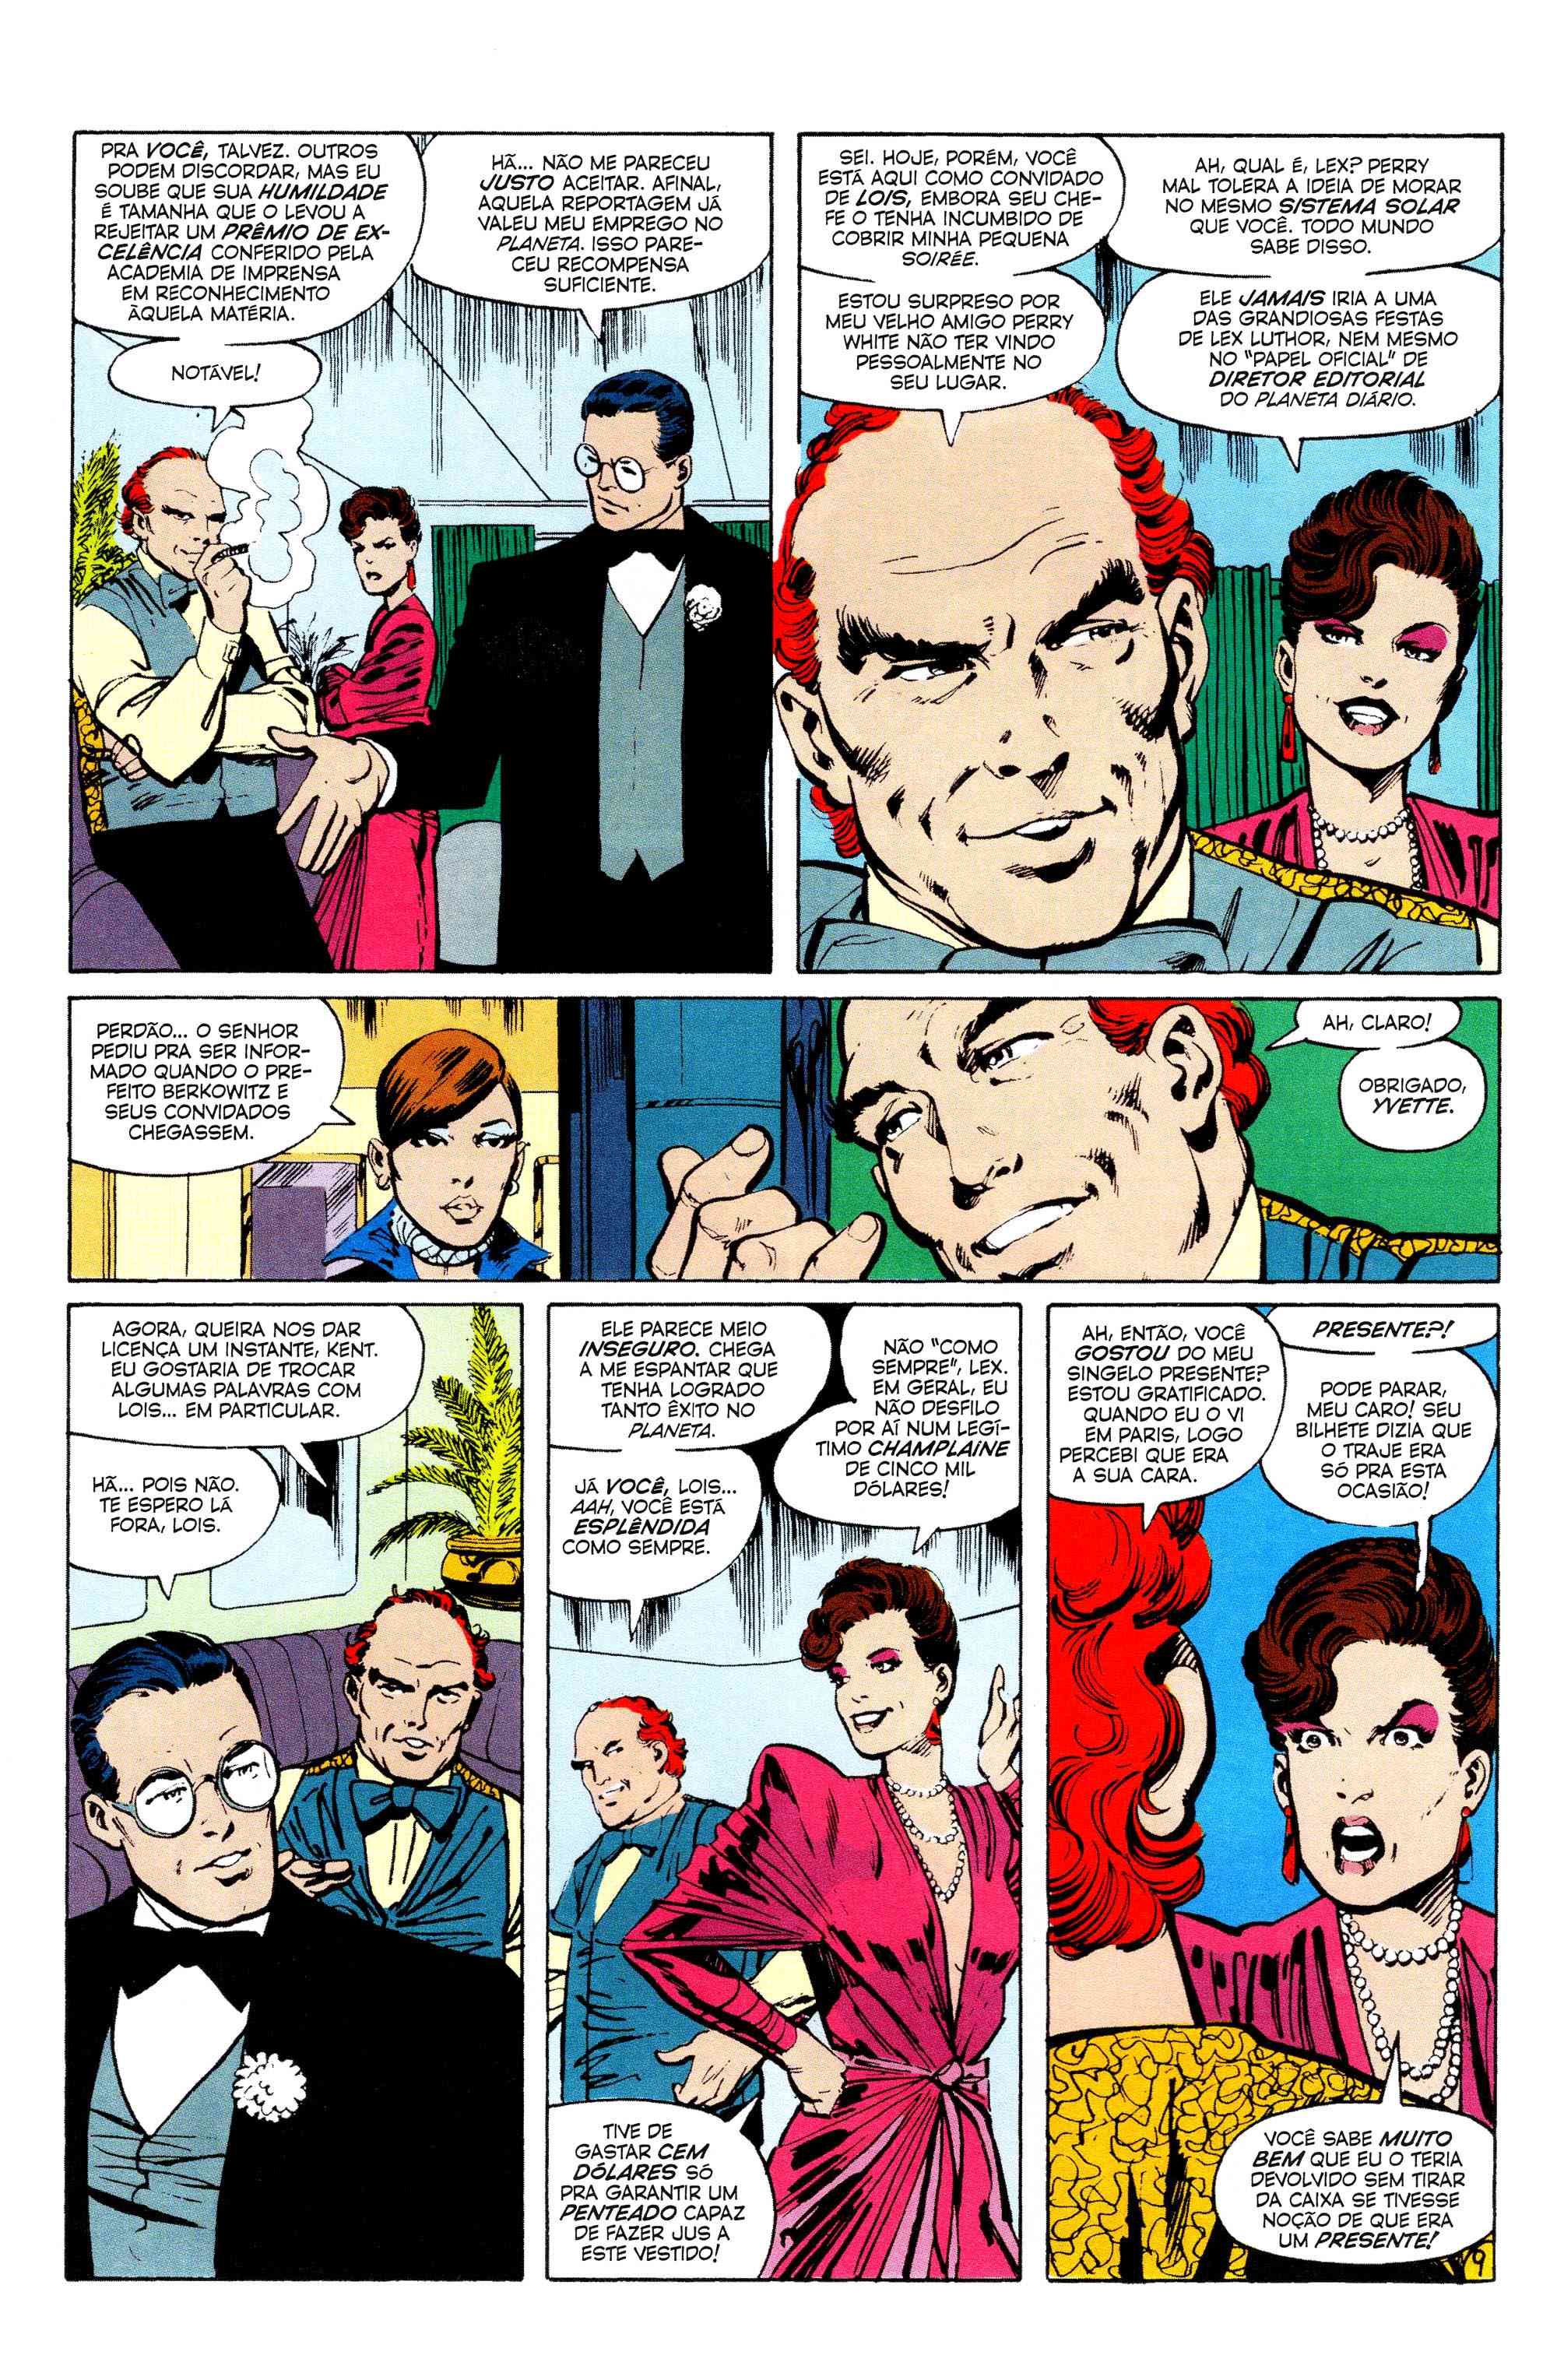 PRA VOCÊ, TALVEZ. OUTROS
PODEM DISCORDAR, MAS EU
SOUBE QUE SUA HUMILDADE
É TAMANHA QUE O LEVOU A
REJEITAR UM PRÊMIO DE EX-
CELÊNCIA CONFERIDO PELA
ACADEMIA DE IMPRENSA
EM RECONHECIMENTO
ÀQUELA MATÉRIA.
NOTÁVEL!
HÃ... NÃO ME PARECEU
JUSTO ACEITAR. AFINAL,
AQUELA REPORTAGEM JÁ
VALEU MEU EMPREGO NO
PLANETA. ISSO PARE-
CEU RECOMPENSA
SUFICIENTE.
SEI. HOJE, PORÉM, VOCÊ
ESTÁ AQUI COMO CONVIDADO
DE LOIS, EMBORA SEU CHE-
FE O TENHA INCUMBIDO DE
COBRIR MINHA PEQUENA
SOIRÉE.
ESTOU SURPRESO POR
MEU VELHO AMIGO PERRY
WHITE NÃO TER VINDO
PESSOALMENTE NO
SEU LUGAR.
AH, QUAL É, LEX? PERRY
MAL TOLERA A IDEIA DE MORAR
NO MESMO SISTEMA SOLAR
QUE VOCÊ. TODO MUNDO
SABE DISSO.
ELE JAMAIS IRIA A UMA
DAS GRANDIOSAS FESTAS
DE LEX LUTHOR, NEM MESMO
NO "PAPEL OFICIAL" DE
DIRETOR EDITORIAL
DO PLANETA DIÁRIO.
PERDÃO... O SENHOR
PEDIU PRA SER INFOR-
MADO QUANDO O PRE-
FEITO BERKOWITZ E
SEUS CONVIDADOS
CHEGASSEM.
AH, CLARO!
OBRIGADO,
YVETTE.
AGORA, QUEIRA NOS DAR
LICENÇA UM INSTANTE, KENT.
EU GOSTARIA DE TROCAR
ALGUMAS PALAVRAS COM
LOIS... EM PARTICULAR.
HÃ... POIS NÃO.
TE ESPERO LÁ
FORA, LOIS.
ELE PARECE MEIO
INSEGURO. CHEGA
A ME ESPANTAR QUE
TENHA LOGRADO
TANTO ÊXITO NO
PLANETA.
JÁ VOCÊ, LOIS...
AAH, VOCÊ ESTÁ
ESPLÊNDIDA
COMO SEMPRE.
NÃO "COMO
SEMPRE", LEX.
EM GERAL, EU
NÃO DESFILO
POR AÍ NUM LEGÍ-
TIMO CHAMPLAINE
DE CINCO MIL
DÓLARES!
TIVE DE
GASTAR CEM
DÓLARES SÓ
PRA GARANTIR UM
PENTEADO CAPAZ
DE FAZER JUS A
ESTE VESTIDO!
AH, ENTÃO, VOCÊ
GOSTOU DO MEU
SINGELO PRESENTE?
ESTOU GRATIFICADO.
QUANDO EU O VI
EM PARIS, LOGO
PERCEBI QUE ERA
A SUA CARA.
PRESENTE?!
PODE PARAR,
MEU CARO! SEU
BILHETE DIZIA QUE
O TRAJE ERA
SÓ PRA ESTA
OCASIÃO!
VOCÊ SABE MUITO
BEM QUE EU O TERIA
DEVOLVIDO SEM TIRAR
DA CAIXA SE TIVESSE
NOÇÃO DE QUE ERA
UM PRESENTE!
9